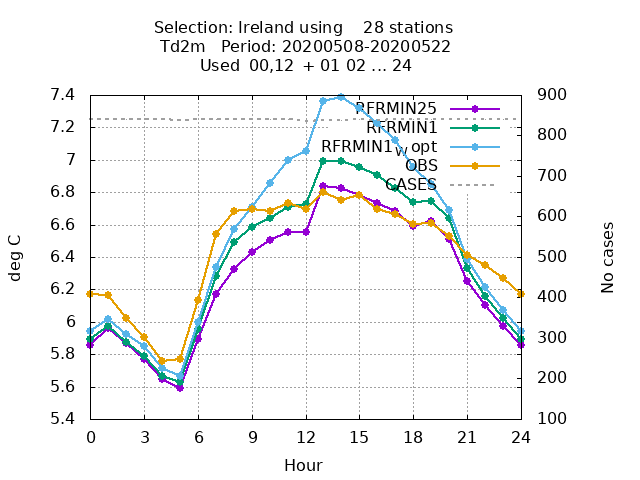 Selection: Ireland using 28 stations
Td2m Period: 20200508-20200522
Used 00,12 + 01 02 ... 24
7.4
7.2
7
6.8
6.6
6.4
6.2
6
5.8
5.6
5.4
deg C
900
800
700
600
500
400
300
200
100
No cases
RFRMIN25
RFRMIN1
RFRMIN1w opt
OBS
CASES
0 3 6 9 12 15 18 21 24
Hour